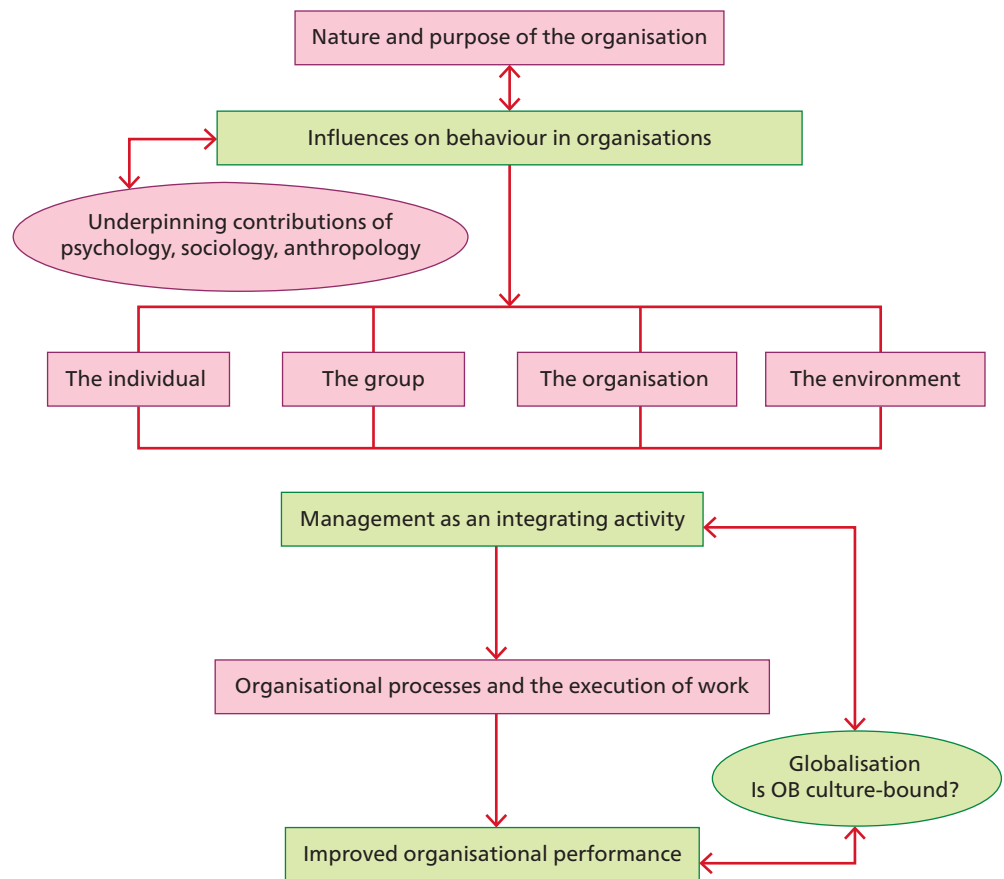 Nature and purpose of the organisation
Influences on behaviour in organisations
Underpinning contributions of
psychology, sociology, anthropology
The individual
The group
The organisation
The environment
Management as an integrating activity
Organisational processes and the execution of work
Globalisation
Is OB culture-bound?
Improved organisational performance